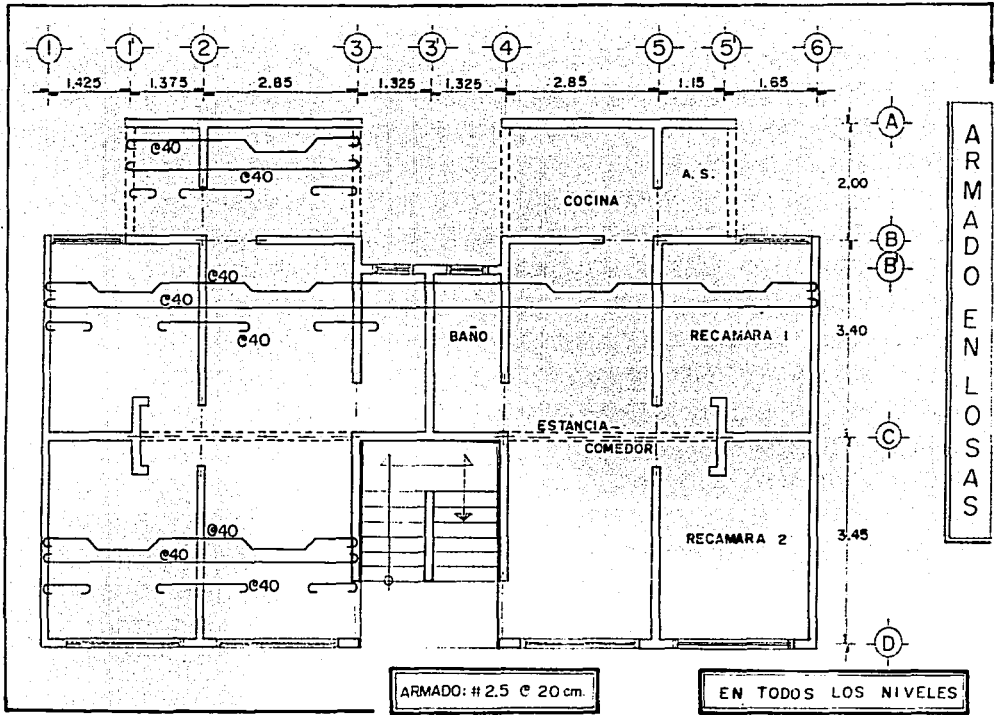 1 1' 2 3 3' 4 5 5' 6
1.425 1.375 2.85 1.325 1.325 2.85 1.15 1.65
A
@40
@40
A. S.
COCINA
2.00
B
B'
@40
@40
@40
BAÑO
RECAMARA 1
3.40
ESTANCIA-
COMEDOR
C
@40
@40
@40
RECAMARA 2
3.45
D
ARMADO EN LOSAS
ARMADO: # 2.5 @ 20 cm.
EN TODOS LOS NIVELES